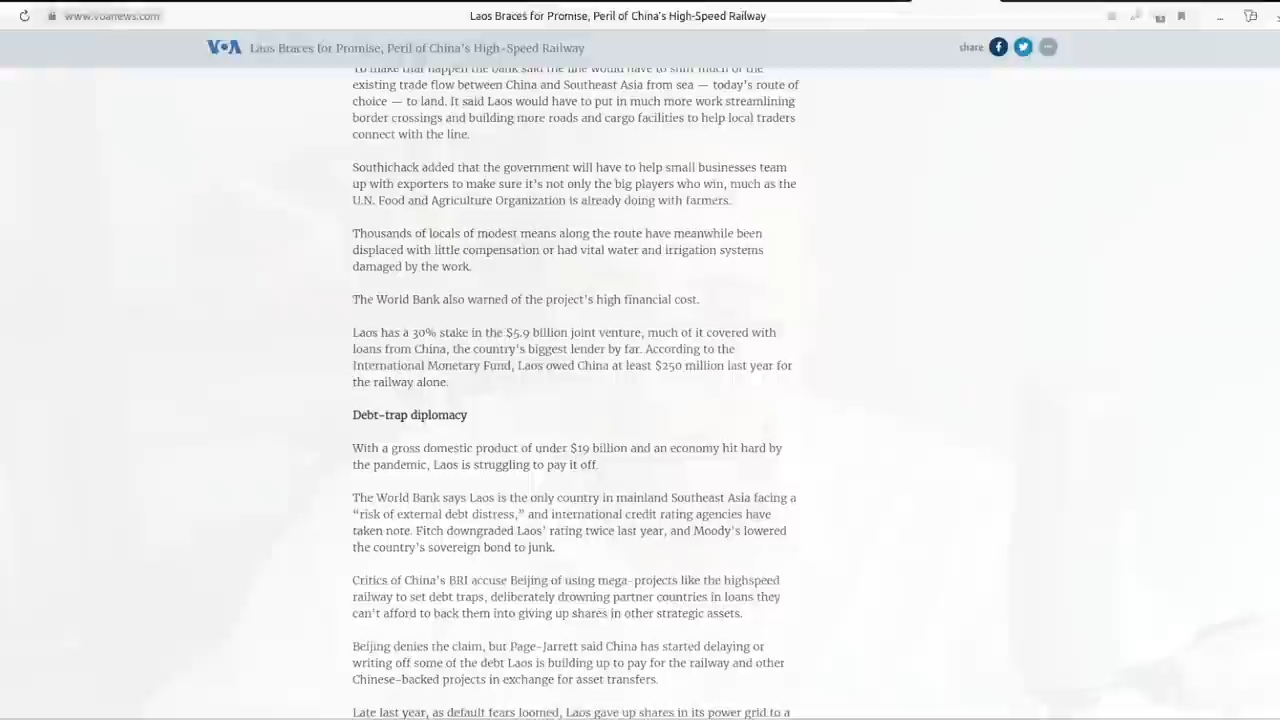 www.voanews.com
Laos Braces for Promise, Peril of China's High-Speed Railway
VOA Laos Braces for Promise, Peril of China's High-Speed Railway
share
To make that happen the bank said the line would have to shift much of the
existing trade flow between China and Southeast Asia from sea — today's route of
choice — to land. It said Laos would have to put in much more work streamlining
border crossings and building more roads and cargo facilities to help local traders
connect with the line.
Southichack added that the government will have to help small businesses team
up with exporters to make sure it's not only the big players who win, much as the
U.N. Food and Agriculture Organization is already doing with farmers.
Thousands of locals of modest means along the route have meanwhile been
displaced with little compensation or had vital water and irrigation systems
damaged by the work.
The World Bank also warned of the project's high financial cost.
Laos has a 30% stake in the $5.9 billion joint venture, much of it covered with
loans from China, the country's biggest lender by far. According to the
International Monetary Fund, Laos owed China at least $250 million last year for
the railway alone.
Debt-trap diplomacy
With a gross domestic product of under $19 billion and an economy hit hard by
the pandemic, Laos is struggling to pay it off.
The World Bank says Laos is the only country in mainland Southeast Asia facing a
“risk of external debt distress,” and international credit rating agencies have
taken note. Fitch downgraded Laos' rating twice last year, and Moody's lowered
the country's sovereign bond to junk.
Critics of China's BRI accuse Beijing of using mega-projects like the highspeed
railway to set debt traps, deliberately drowning partner countries in loans they
can't afford to back them into giving up shares in other strategic assets.
Beijing denies the claim, but Page-Jarrett said China has started delaying or
writing off some of the debt Laos is building up to pay for the railway and other
Chinese-backed projects in exchange for asset transfers.
Late last year, as default fears loomed, Laos gave up shares in its power grid to a